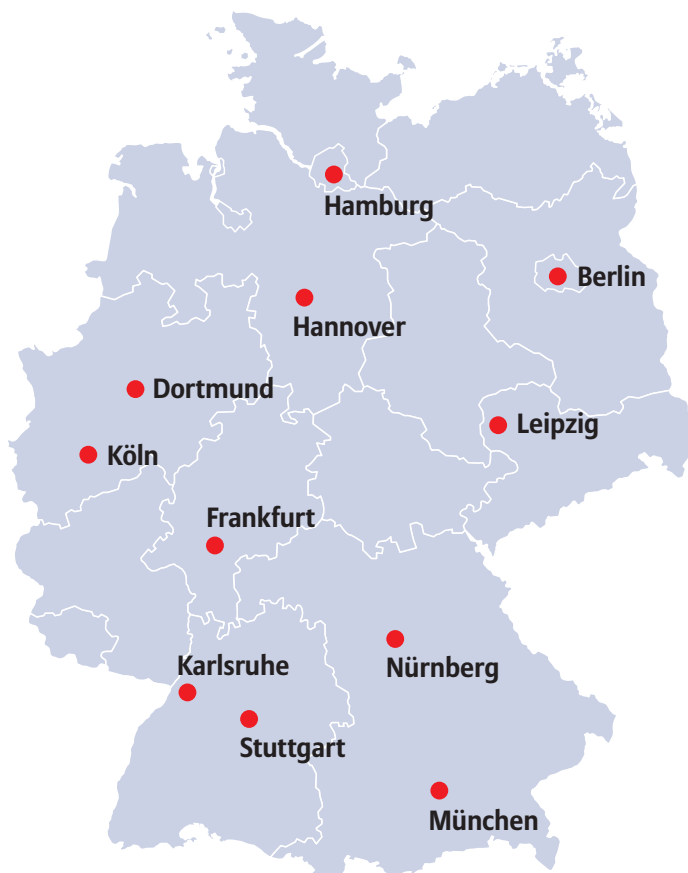 Hamburg
Berlin
Hannover
Dortmund
Leipzig
Köln
Frankfurt
Nürnberg
Karlsruhe
Stuttgart
München